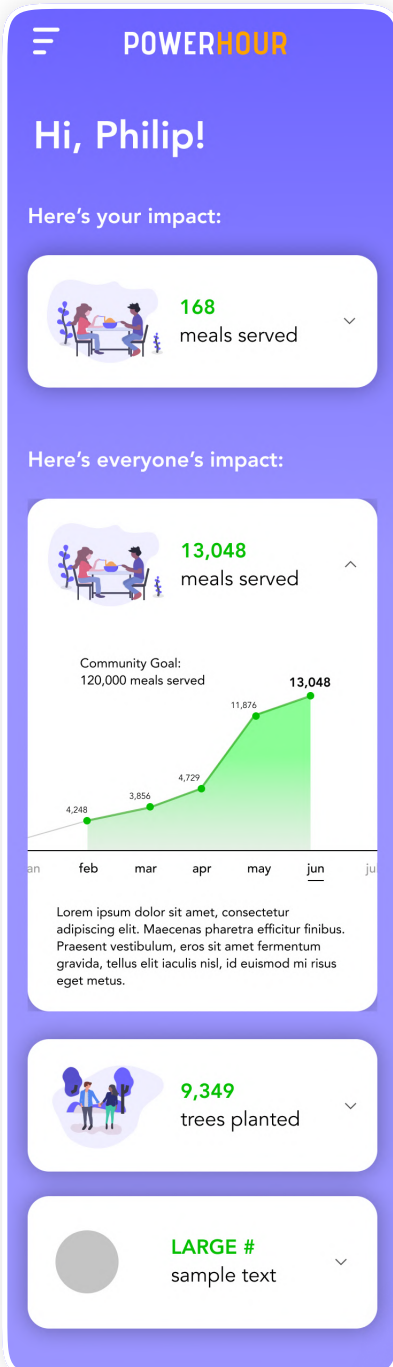 POWERHOUR
Hi, Philip!
Here's your impact:
168
meals served
Here's everyone's impact:
13,048
meals served
Community Goal:
120,000 meals served
13,048
11,876
4,729
3,856
4,248
an feb mar apr may jun ju
Lorem ipsum dolor sit amet, consectetur
adipiscing elit. Maecenas pharetra efficitur finibus.
Praesent vestibulum, eros sit amet fermentum
gravida, tellus elit iaculis nisl, id euismod mi risus
eget metus.
9,349
trees planted
LARGE #
sample text